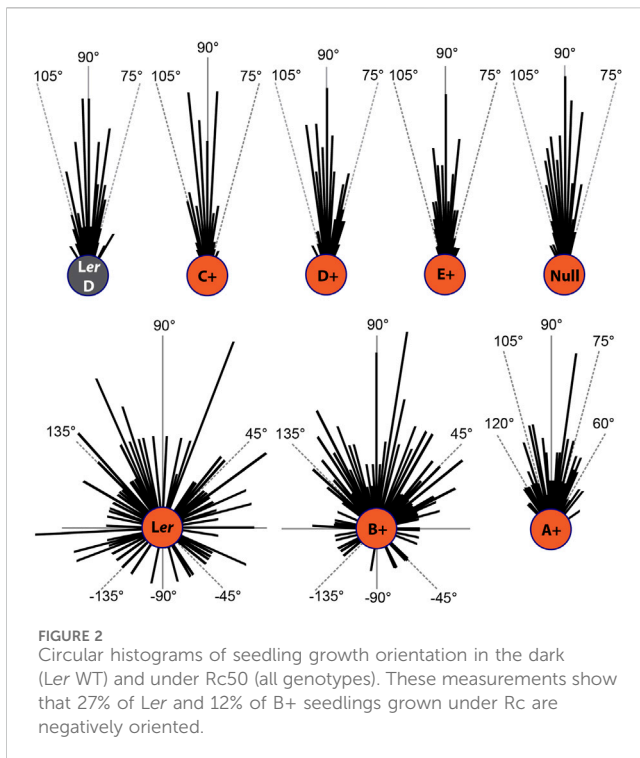 90° 90° 90° 90° 90°
105° 75° 105° 75° 105° 75° 105° 75° 105° 75°
Ler
D
C+ D+ E+ Null
90° 90° 90°
105° 75°
135° 45° 135° 45° 120° 60°
Ler B+ A+
-135° -90° -45° -135° -90° -45°
FIGURE 2
Circular histograms of seedling growth orientation in the dark
(Ler WT) and under Rc50 (all genotypes). These measurements show
that 27% of Ler and 12% of B+ seedlings grown under Rc are
negatively oriented.